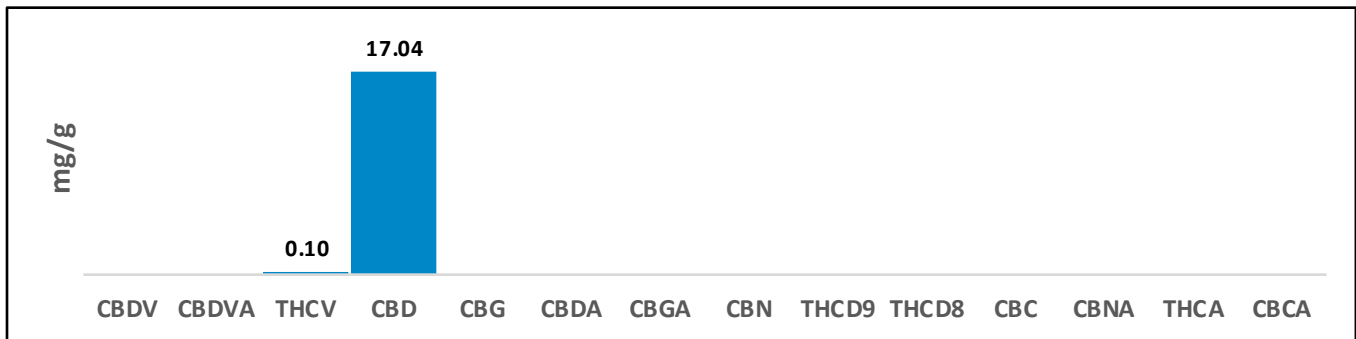 17.04
mg/g
0.10
CBDV CBDVA THCV CBD CBG CBDA CBGA CBN THCD9 THCD8 CBC CBNA THCA CBCA